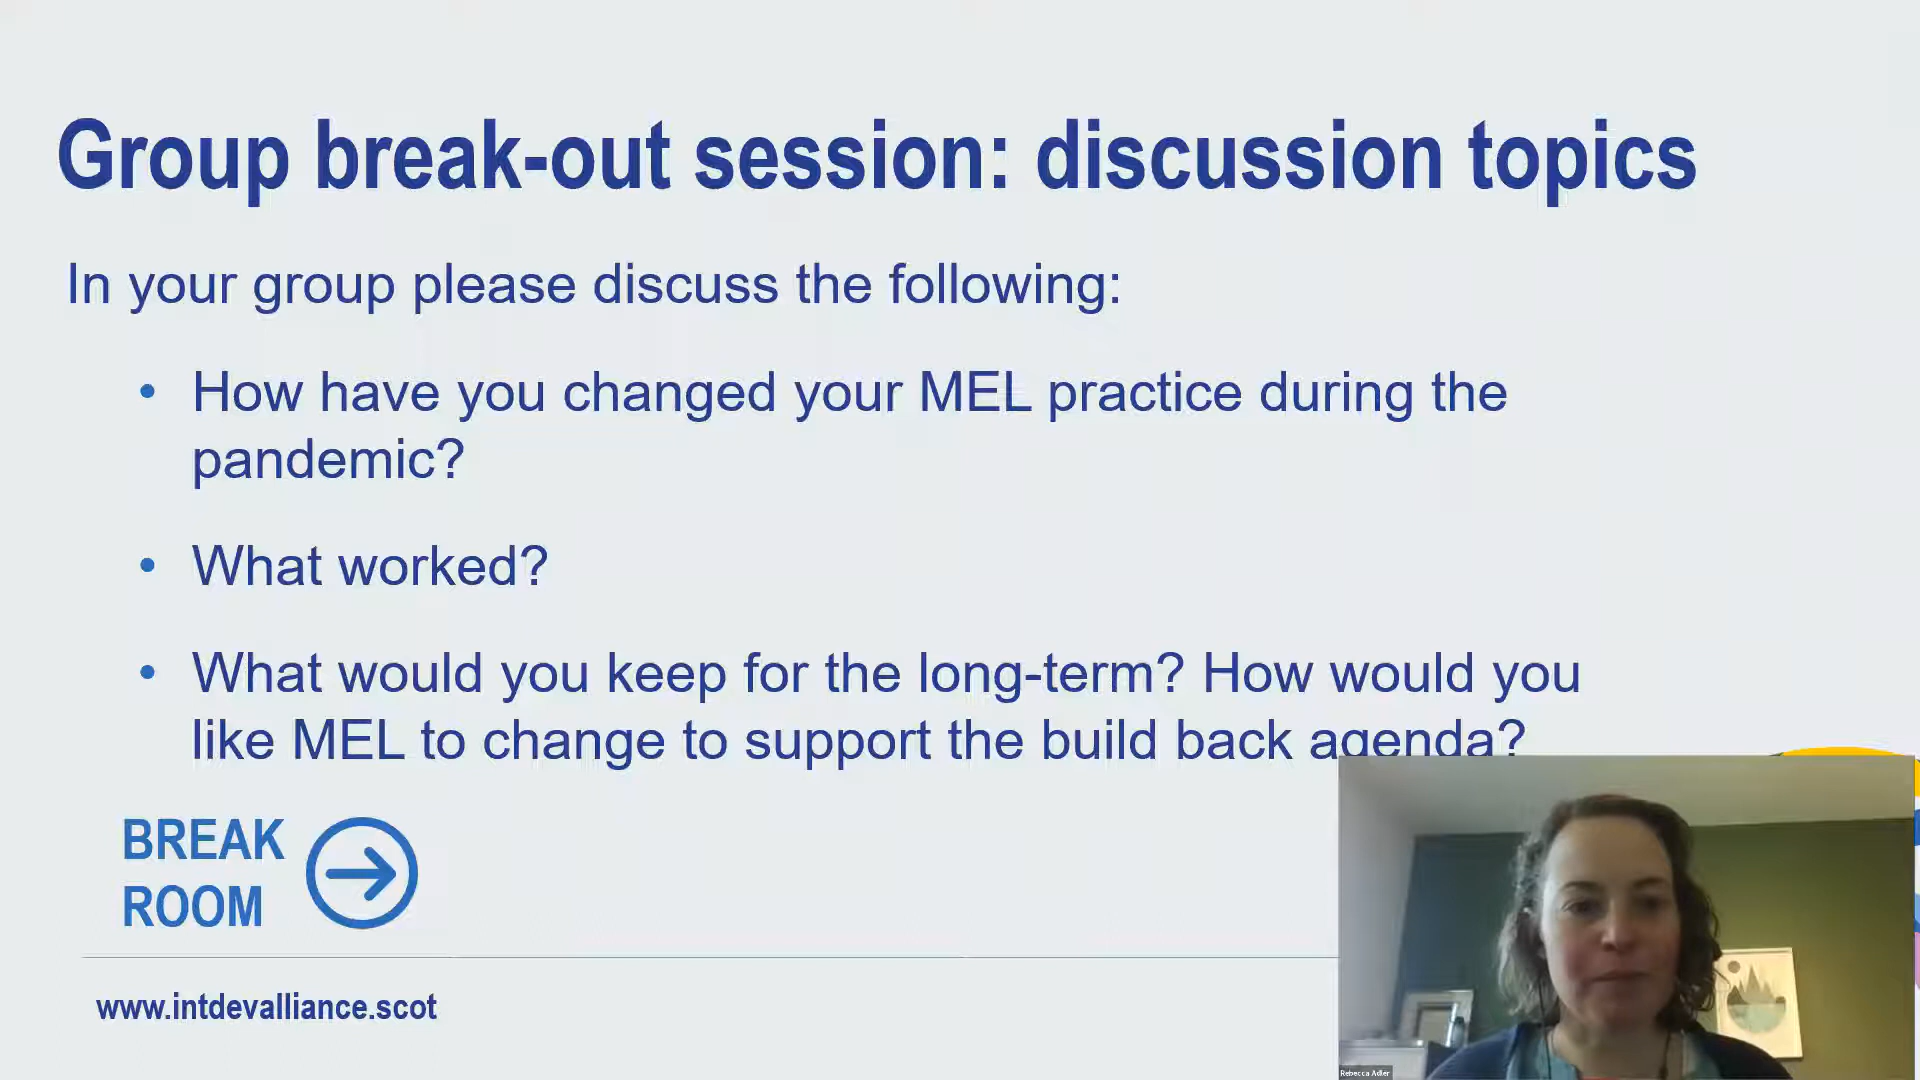 Group break-out session: discussion topics
In your group please discuss the following:
• How have you changed your MEL practice during the
pandemic?
• What worked?
• What would you keep for the long-term? How would you
like MEL to change to support the build back agenda?
BREAK
ROOM
www.intdevalliance.scot
Rebecca Adler